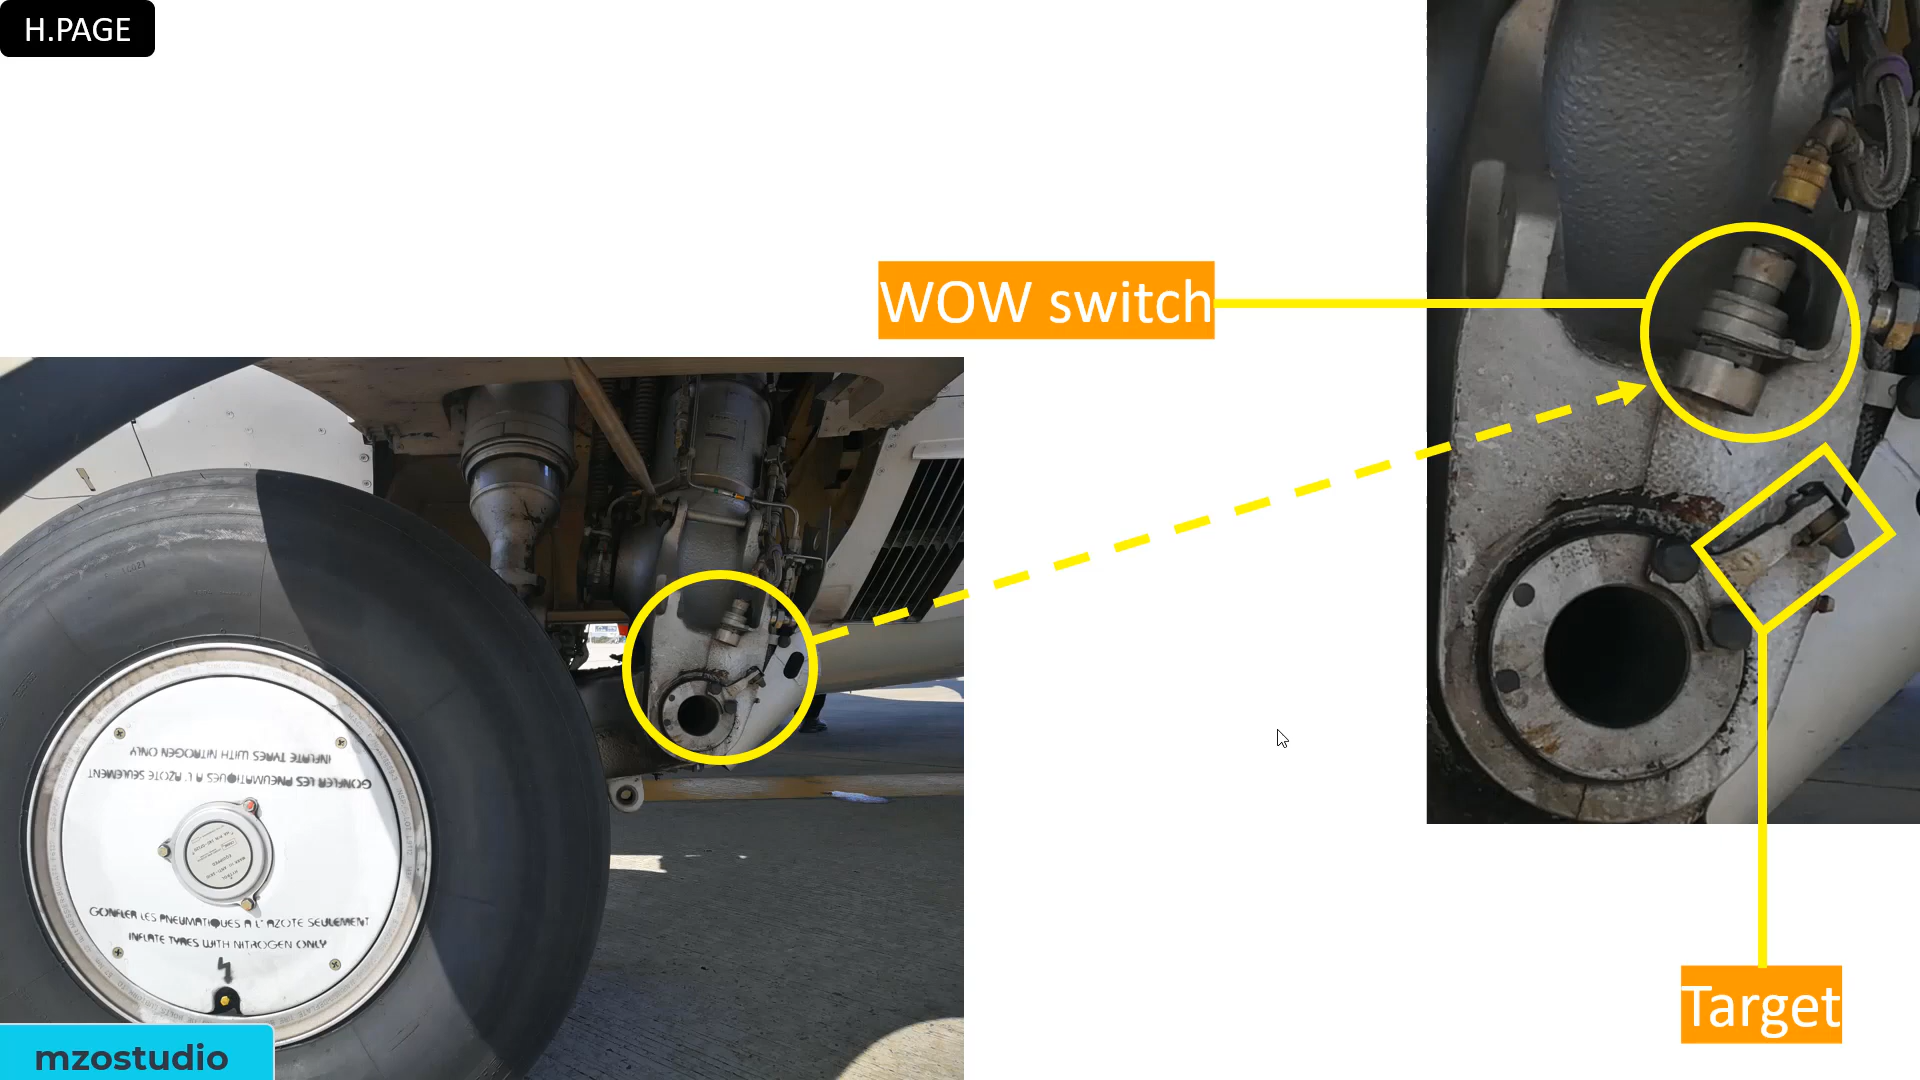 H.PAGE
WOW switch
INFLATE TYRES WITH NITROGEN ONLY
GONFLER LES PNEUMATIQUES A L'AZOTE SEULEMENT
GONFLER LES PNEUMATIQUES A L'AZOTE SEULEMENT
INFLATE TYRES WITH NITROGEN ONLY
Target
mzostudio